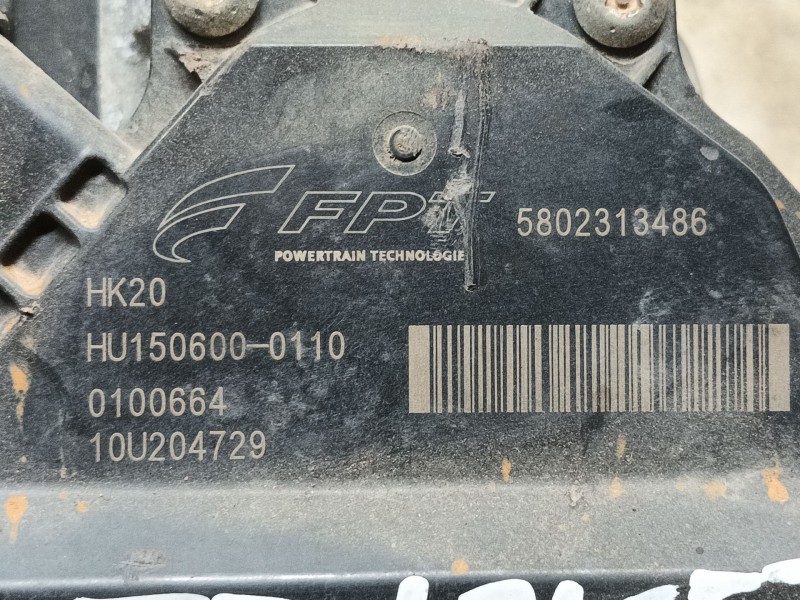 FPT 5802313486
POWERTRAIN TECHNOLOGIE
HK20
HU150600-0110
0100664
10U204729